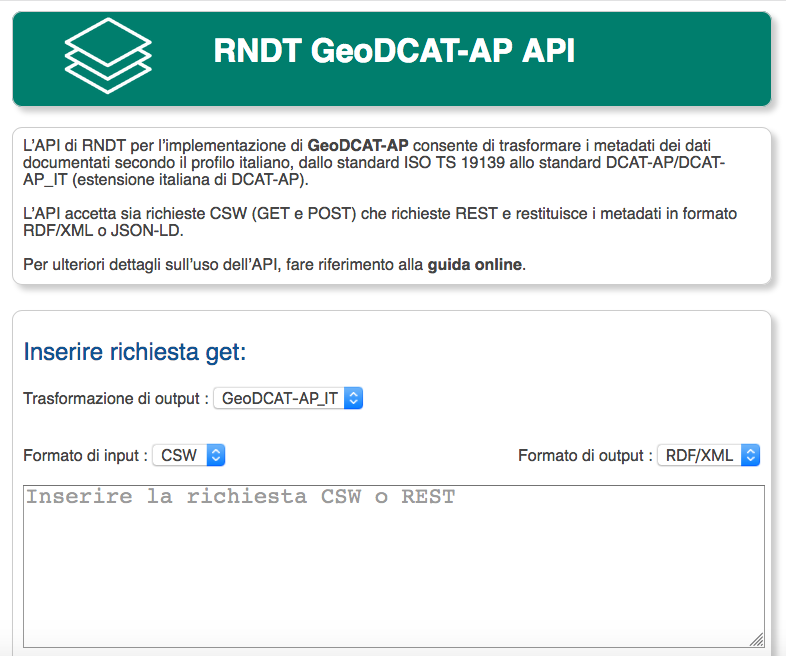 RNDT GeoDCAT-AP API
L’API di RNDT per l’implementazione di GeoDCAT-AP consente di trasformare i metadati dei dati
documentati secondo il profilo italiano, dallo standard ISO TS 19139 allo standard DCAT-AP/DCAT-
AP_IT (estensione italiana di DCAT-AP).
L’API accetta sia richieste CSW (GET e POST) che richieste REST e restituisce i metadati in formato
RDF/XML o JSON-LD.
Per ulteriori dettagli sull’uso dell’API, fare riferimento alla guida online.
Inserire richiesta get:
Trasformazione di output : GeoDCAT-AP_IT
Formato di input : CSW Formato di output : RDF/XML
Inserire la richiesta CSW o REST